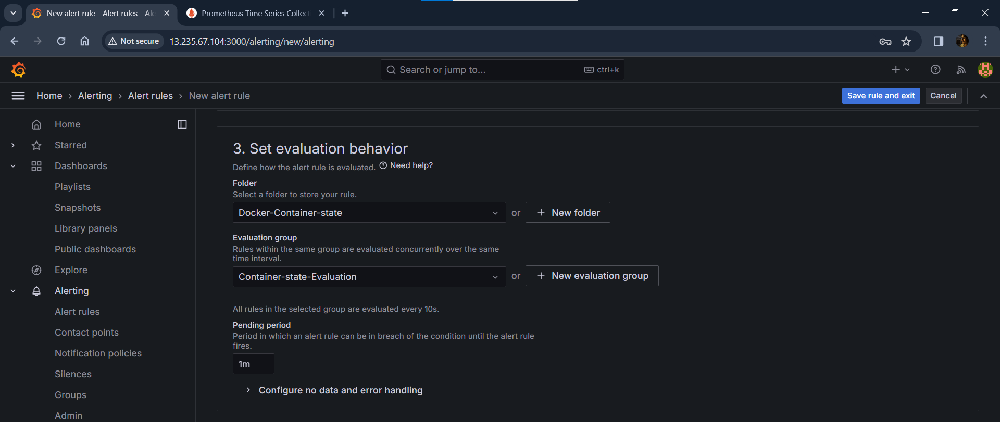 New alert rule - Alert rules - Ale
Prometheus Time Series Collect
Not secure
13.235.67.104:3000/alerting/new/alerting
Search or jump to...
ctrl+k
Home › Alerting › Alert rules › New alert rule
Save rule and exit
Cancel
Home
Starred
Dashboards
Playlists
Snapshots
Library panels
Public dashboards
Explore
Alerting
Alert rules
Contact points
Notification policies
Silences
Groups
Admin
3. Set evaluation behavior
Define how the alert rule is evaluated. Need help?
Folder
Select a folder to store your rule.
Docker-Container-state or + New folder
Evaluation group
Rules within the same group are evaluated concurrently over the same
time interval.
Container-state-Evaluation or + New evaluation group
All rules in the selected group are evaluated every 10s.
Pending period
Period in which an alert rule can be in breach of the condition until the alert rule
fires.
1m
Configure no data and error handling